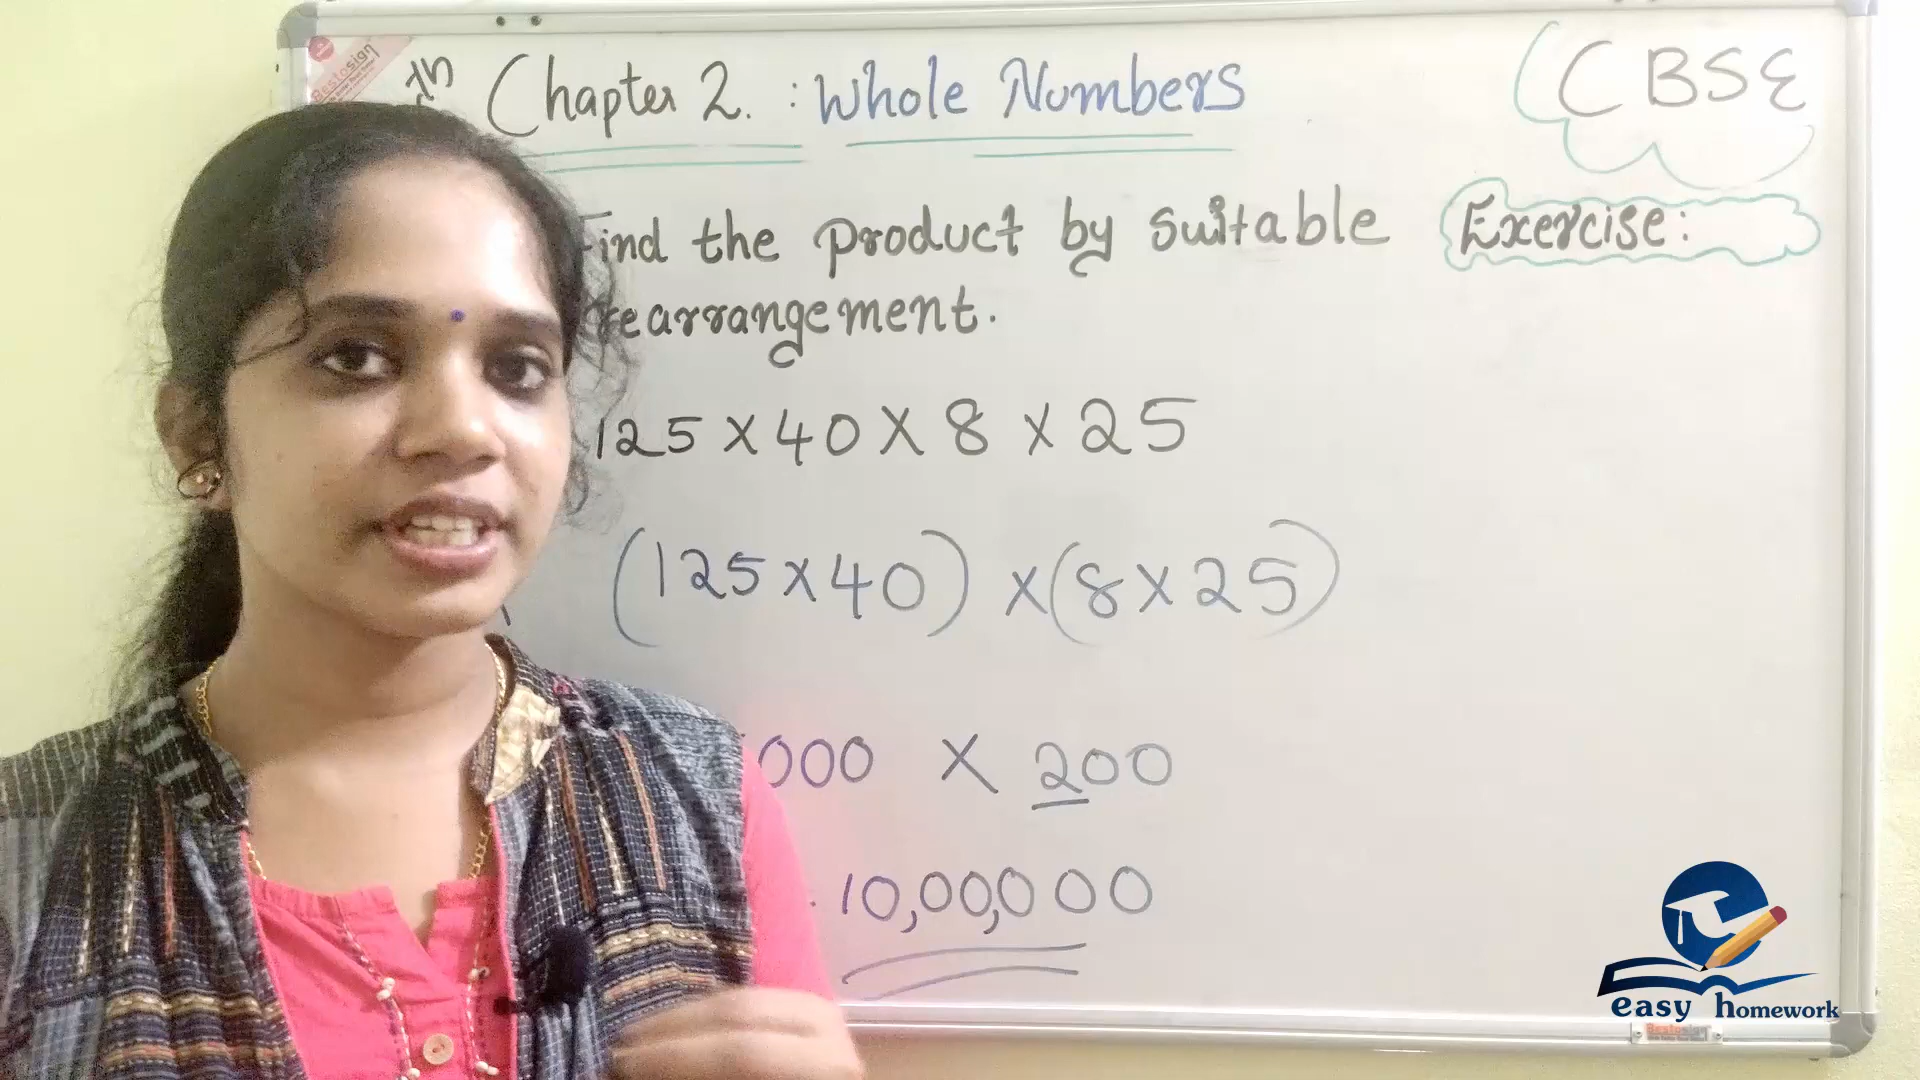 Bestosign
Chapter 2. : Whole Numbers
CBSE
Find the product by suitable
Exercise:
rearrangement.
125 × 40 × 8 × 25
(125 × 40) × (8 × 25)
000 × 200
10,00,000
easy homework